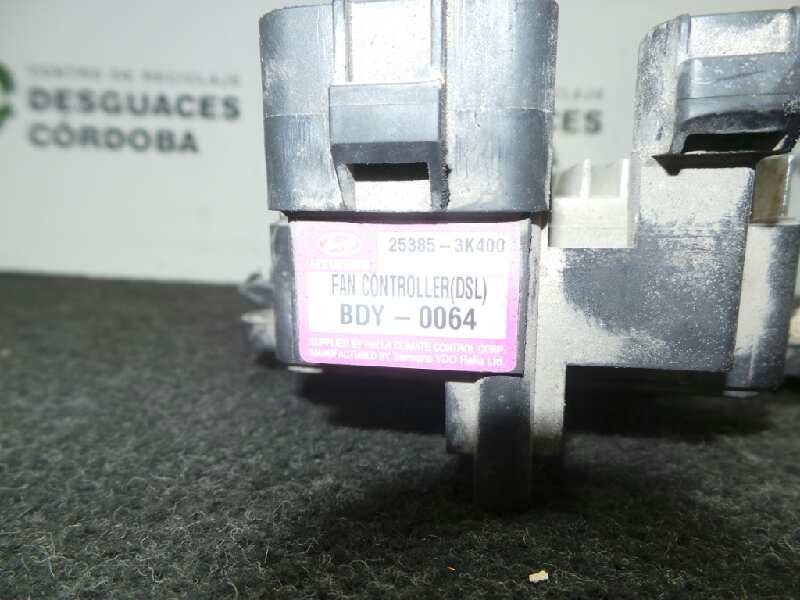 CENTRO DE RECICLAJE
DESGUACES
CÓRDOBA
HYUNDAI
25385-3K400
FAN CONTROLLER(DSL)
BDY-0064
SUPPLIED BY HALLA CLIMATE CONTROL CORP.
MANUFACTURED BY Siemens VDO Halla Ltd.